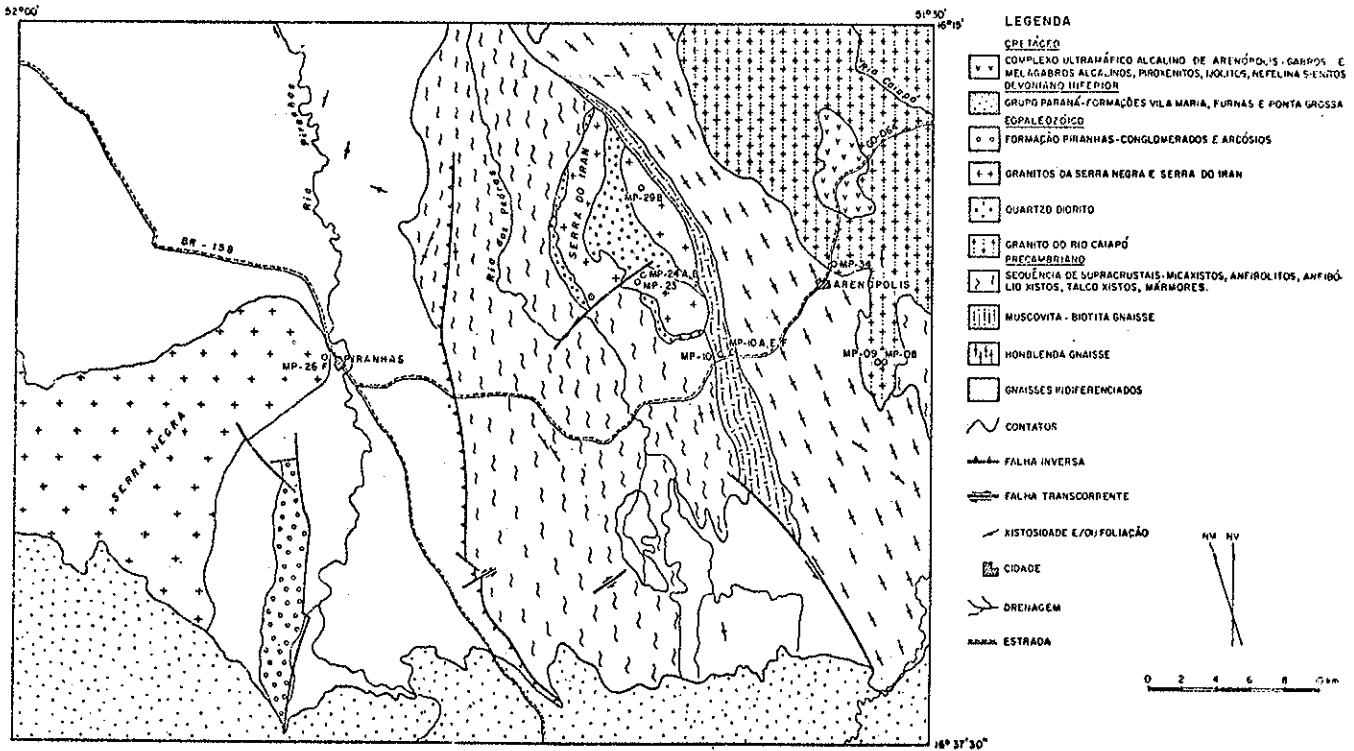 52°00'
51°30'
16°15'
Rio Piranhas
BR - 158
Rio dos Padres
SERRA DO IRAN
MP-29B
MP-24 A, B
MP-25
Rio Caiapó
MP-34
ARENÓPOLIS
MP-10
MP-10 A, E, F
MP-09
MP-08
PIRANHAS
MP-26 F
SERRA NEGRA
16° 37'30"
LEGENDA
CRETÁCEO
COMPLEXO ULTRAMÁFICO ALCALINO DE ARENÓPOLIS - GABROS E
MELAGABROS ALCALINOS, PIROXENITOS, IJOLITOS, NEFELINA SIENITOS
DEVONIANO INFERIOR
GRUPO PARANÁ - FORMAÇÕES VILA MARIA, FURNAS E PONTA GROSSA
EOPALEOZÓICO
FORMAÇÃO PIRANHAS - CONGLOMERADOS E ARCÓSIOS
GRANITOS DA SERRA NEGRA E SERRA DO IRAN
QUARTZO DIORITO
GRANITO DO RIO CAIAPÓ
PRECAMBRIANO
SEQUÊNCIA DE SUPRACRUSTAIS - MICAXISTOS, ANFIBOLITOS, ANFIBÓ-
LIO XISTOS, TALCO XISTOS, MÁRMORES.
MUSCOVITA - BIOTITA GNAISSE
HONBLENDA GNAISSE
GNAISSES INDIFERENCIADOS
CONTATOS
FALHA INVERSA
FALHA TRANSCORRENTE
XISTOSIDADE E/OU FOLIAÇÃO
CIDADE
DRENAGEM
ESTRADA
NM NV
0 2 4 6 8 10 km